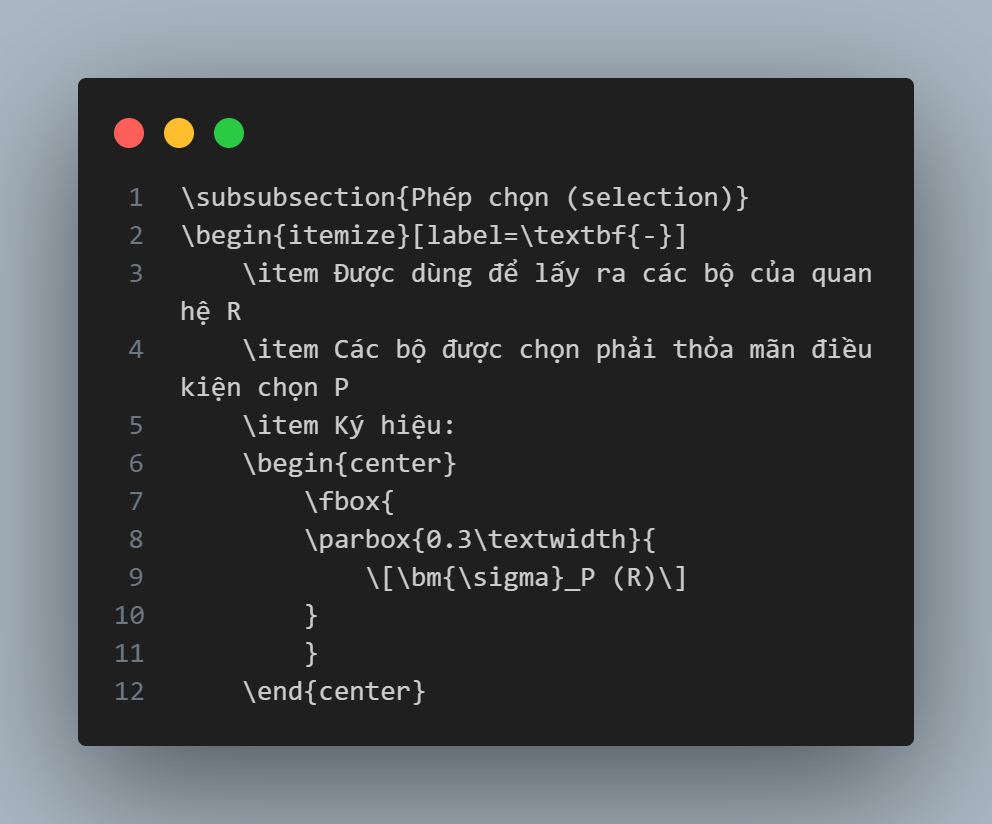 1 \subsubsection{Phép chọn (selection)}
2 \begin{itemize}[label=\textbf{-}]
3 \item Được dùng để lấy ra các bộ của quan
hệ R
4 \item Các bộ được chọn phải thỏa mãn điều
kiện chọn P
5 \item Ký hiệu:
6 \begin{center}
7 \fbox{
8 \parbox{0.3\textwidth}{
9 \[\bm{\sigma}_P (R)\]
10 }
11 }
12 \end{center}